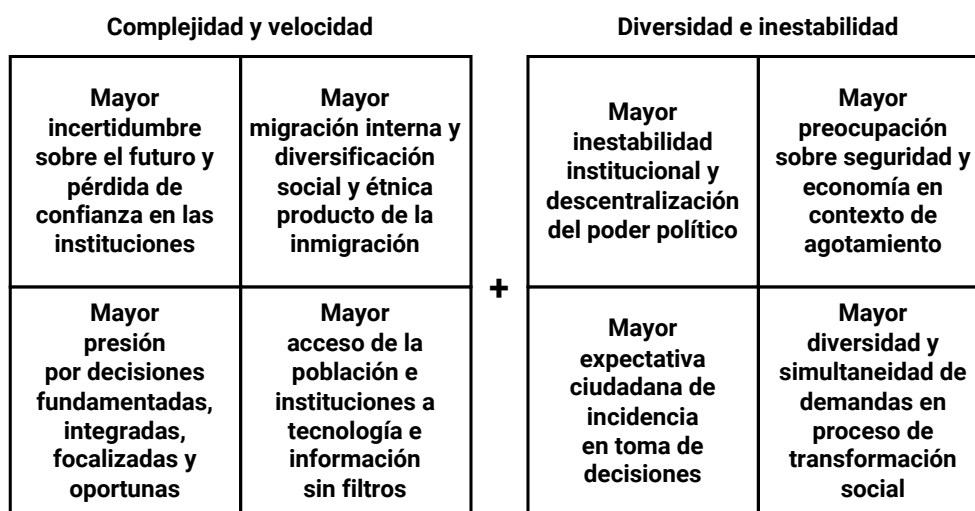 Complejidad y velocidad
Mayor
incertidumbre
sobre el futuro y
pérdida de
confianza en las
instituciones
Mayor
migración interna y
diversificación
social y étnica
producto de la
inmigración
Mayor
presión
por decisiones
fundamentadas,
integradas,
focalizadas y
oportunas
Mayor
acceso de la
población e
instituciones a
tecnología e
información
sin filtros
+
Diversidad e inestabilidad
Mayor
inestabilidad
institucional y
descentralización
del poder político
Mayor
preocupación
sobre seguridad y
economía en
contexto de
agotamiento
Mayor
expectativa
ciudadana de
incidencia
en toma de
decisiones
Mayor
diversidad y
simultaneidad de
demandas en
proceso de
transformación
social